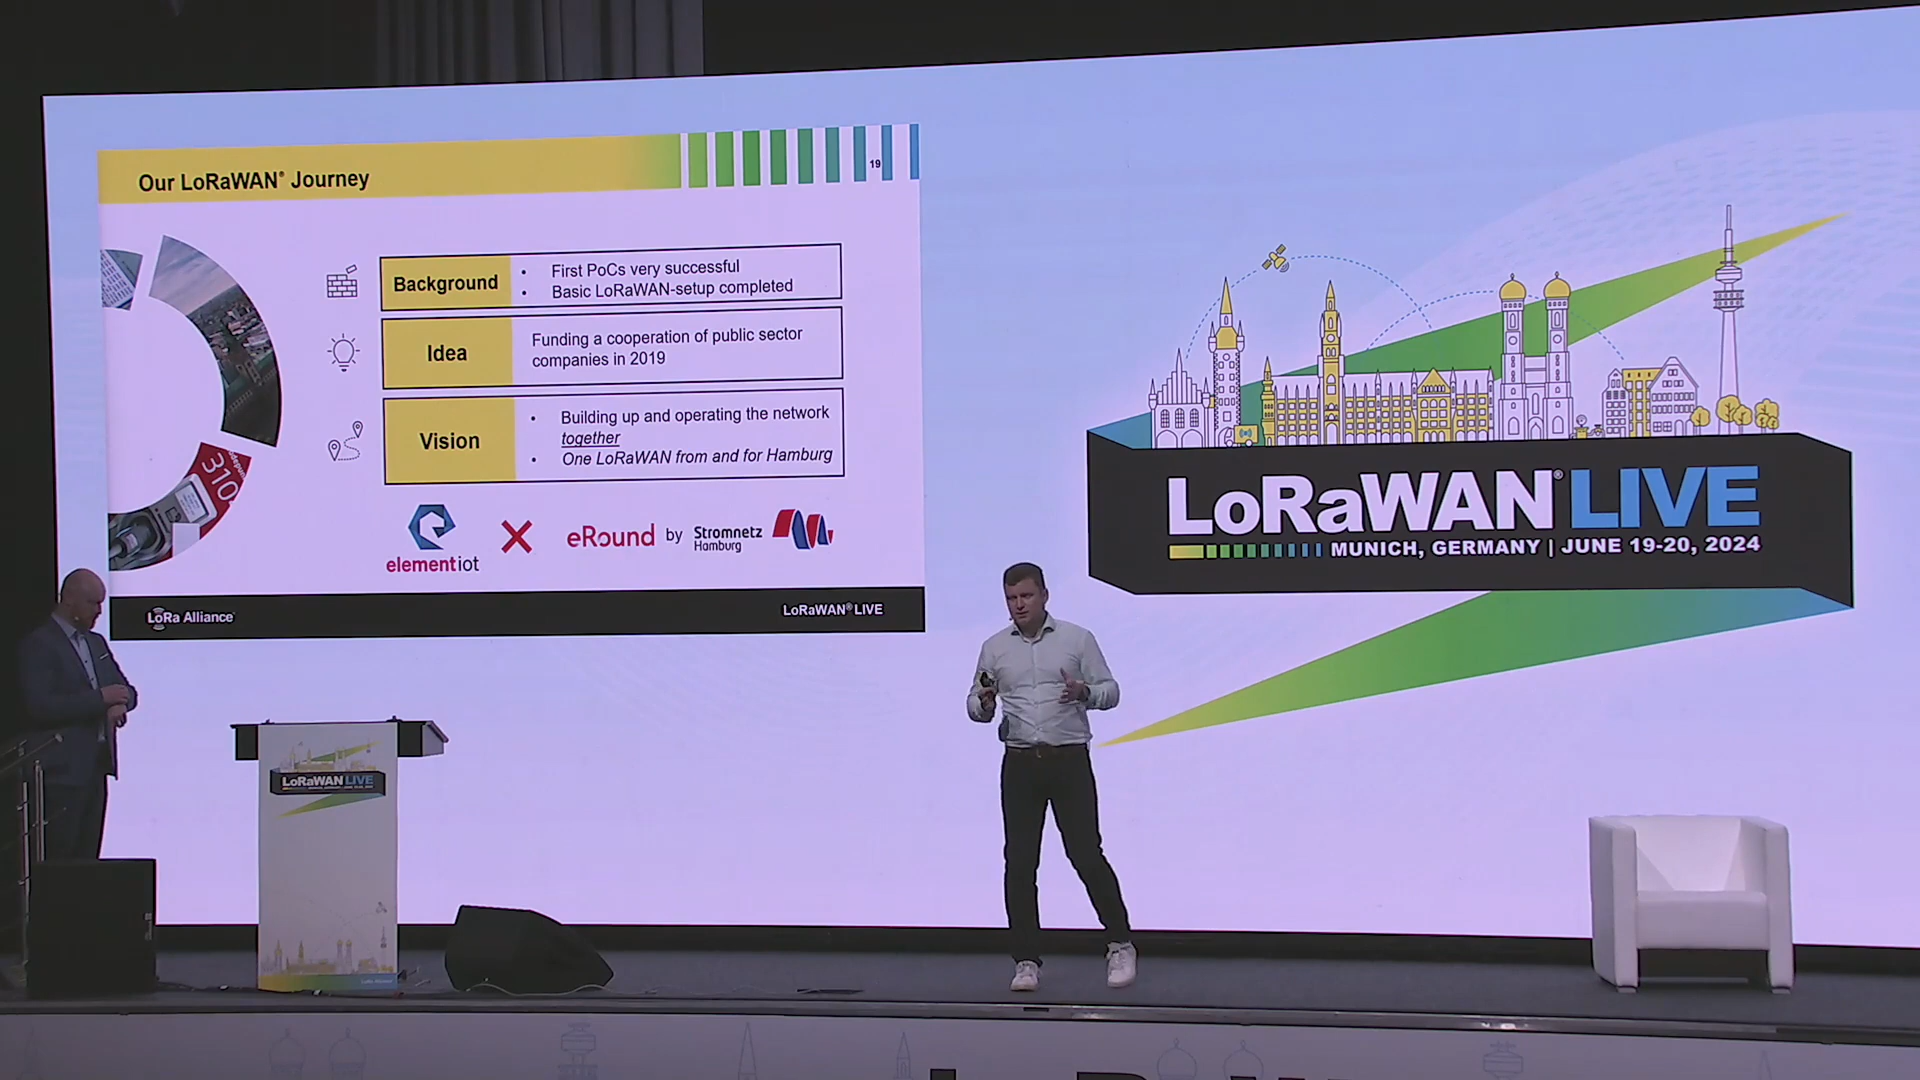 Our LoRaWAN® Journey
19
Background
• First PoCs very successful
• Basic LoRaWAN-setup completed
Idea
Funding a cooperation of public sector
companies in 2019
Vision
• Building up and operating the network
together
• One LoRaWAN from and for Hamburg
310
elementiot
eRound by Stromnetz
Hamburg
LoRa Alliance
LoRaWAN® LIVE
LoRaWAN® LIVE
MUNICH, GERMANY | JUNE 19-20, 2024
LoRaWAN LIVE